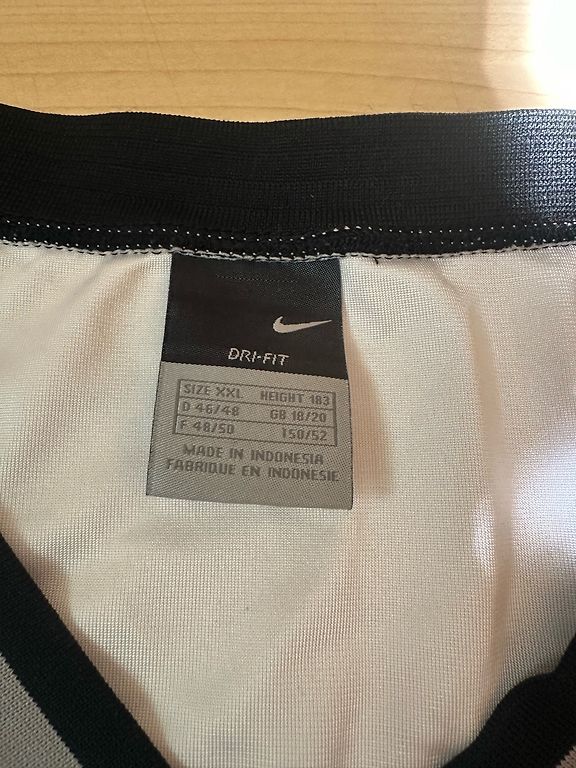 DRI-FIT
SIZE XXL HEIGHT 183
D 46/48 GB 18/20
F 48/50 I50/52
MADE IN INDONESIA
FABRIQUE EN INDONESIE